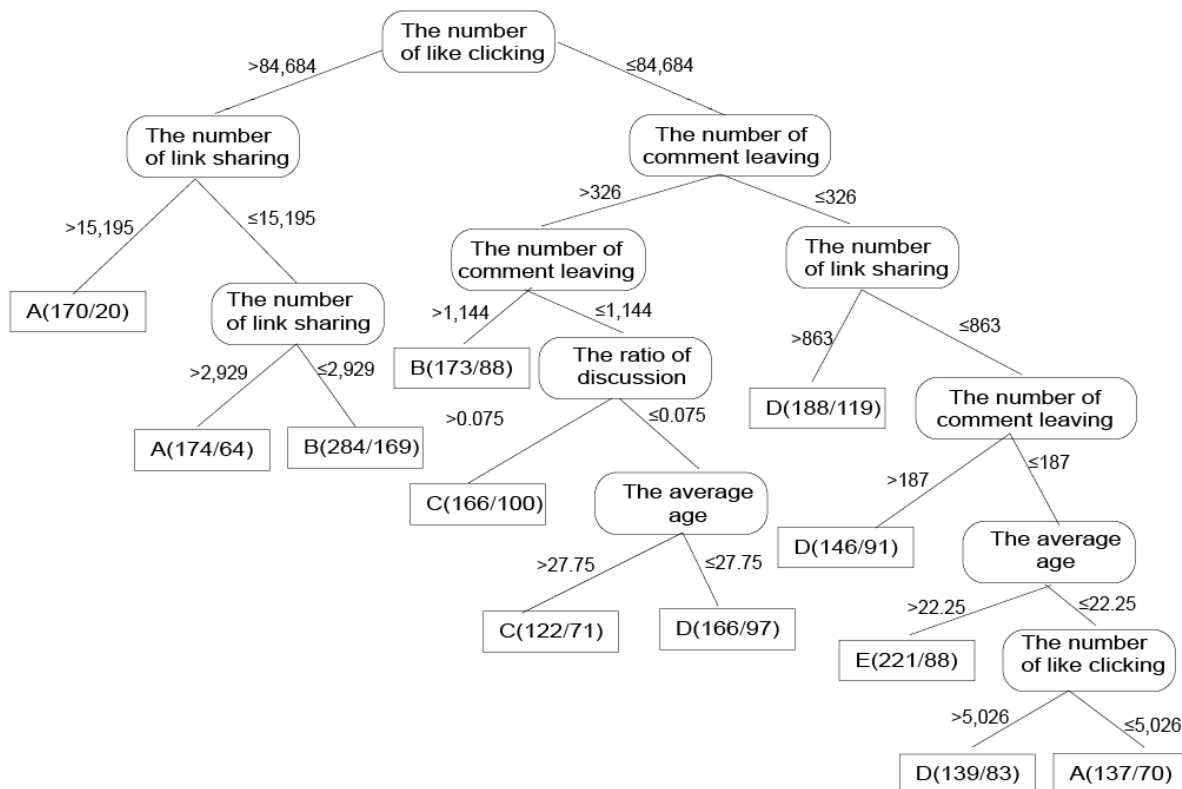 The number
of like clicking
>84,684
≤84,684
The number
of link sharing
The number of
comment leaving
>15,195
≤15,195
>326
≤326
A(170/20)
The number
of link sharing
The number of
comment leaving
The number
of link sharing
>2,929
≤2,929
>1,144
≤1,144
>863
≤863
A(174/64)
B(284/169)
B(173/88)
The ratio of
discussion
D(188/119)
The number of
comment leaving
>0.075
≤0.075
>187
≤187
C(166/100)
The average
age
D(146/91)
The average
age
>27.75
≤27.75
>22.25
≤22.25
C(122/71)
D(166/97)
E(221/88)
The number
of like clicking
>5,026
≤5,026
D(139/83)
A(137/70)